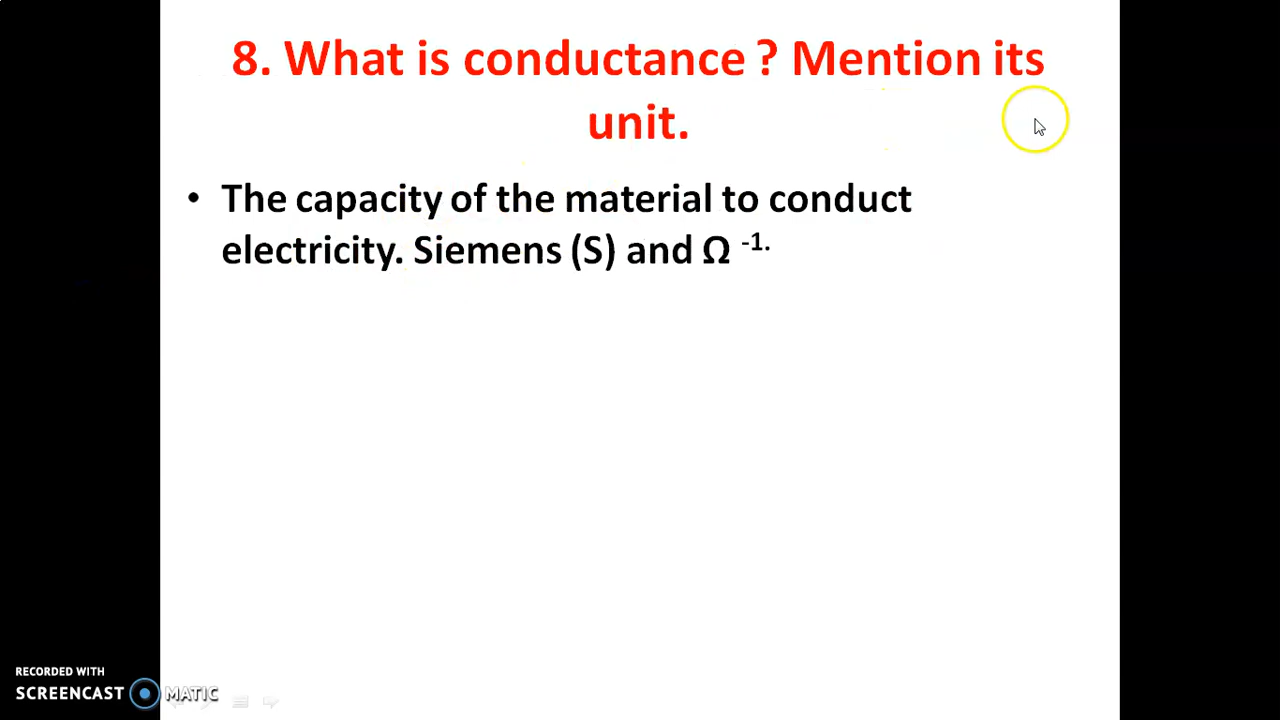 8. What is conductance ? Mention its
unit.
• The capacity of the material to conduct
electricity. Siemens (S) and Ω ⁻¹·
RECORDED WITH
SCREENCAST MATIC